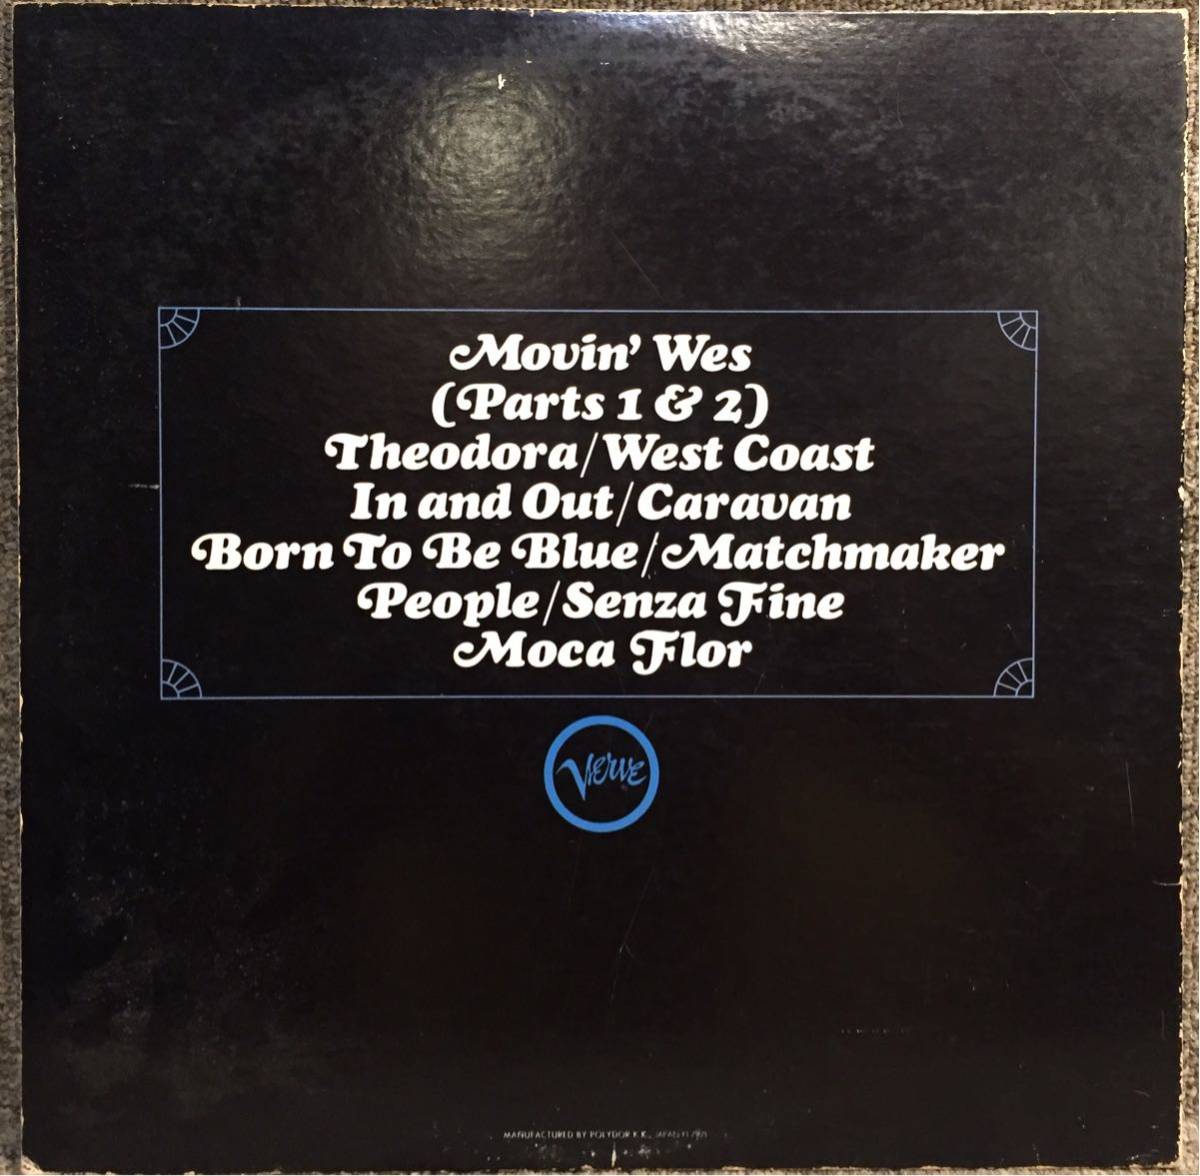 Movin' Wes
(Parts 1 & 2)
Theodora/West Coast
In and Out/Caravan
Born To Be Blue/Matchmaker
People/Senza Fine
Moca Flor
Verve
MANUFACTURED BY POLYDOR K.K., JAPAN